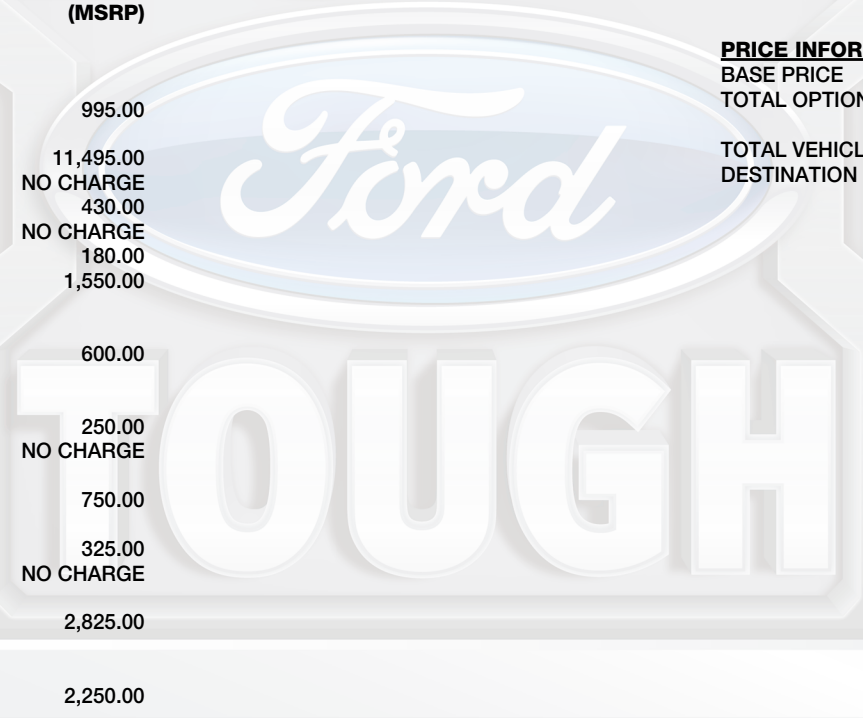 (MSRP)
995.00
11,495.00
NO CHARGE
430.00
NO CHARGE
180.00
1,550.00
600.00
250.00
NO CHARGE
750.00
325.00
NO CHARGE
2,825.00
2,250.00
PRICE INFOR
BASE PRICE
TOTAL OPTION
TOTAL VEHICL
DESTINATION
Ford
TOUGH